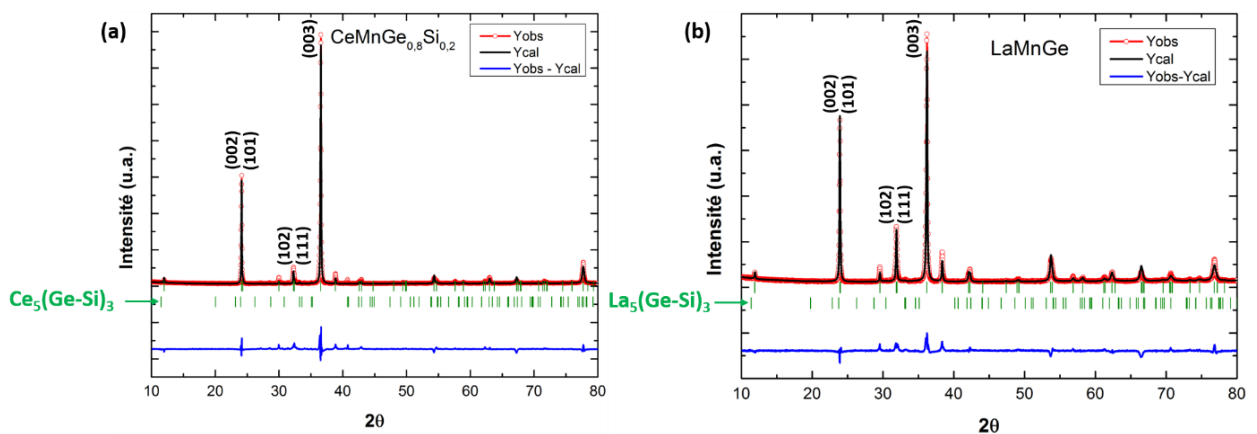 (a)
CeMnGe0,8Si0,2
Yobs
Ycal
Yobs - Ycal
(003)
(002)
(101)
(102)
(111)
Intensité (u.a.)
Ce5(Ge-Si)3
10 20 30 40 50 60 70 80
2θ
(b)
LaMnGe
Yobs
Ycal
Yobs-Ycal
(003)
(002)
(101)
(102)
(111)
Intensité (u.a.)
La5(Ge-Si)3
10 20 30 40 50 60 70 80
2θ